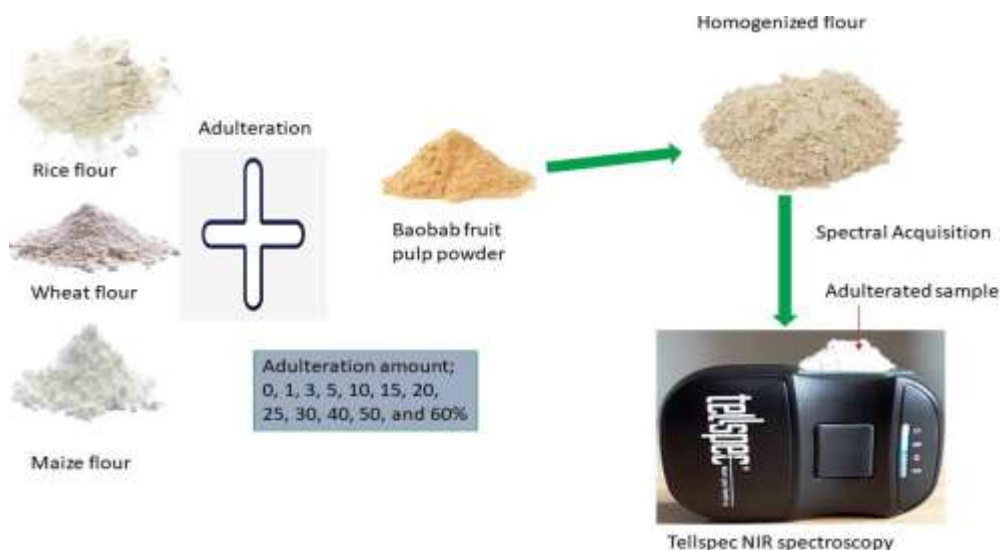 Homogenized flour
Adulteration
Rice flour
Baobab fruit
pulp powder
Spectral Acquisition
Wheat flour
Adulterated sample
Adulteration amount;
0, 1, 3, 5, 10, 15, 20,
25, 30, 40, 50, and 60%
Maize flour
tellspec
Tellspec NIR spectroscopy